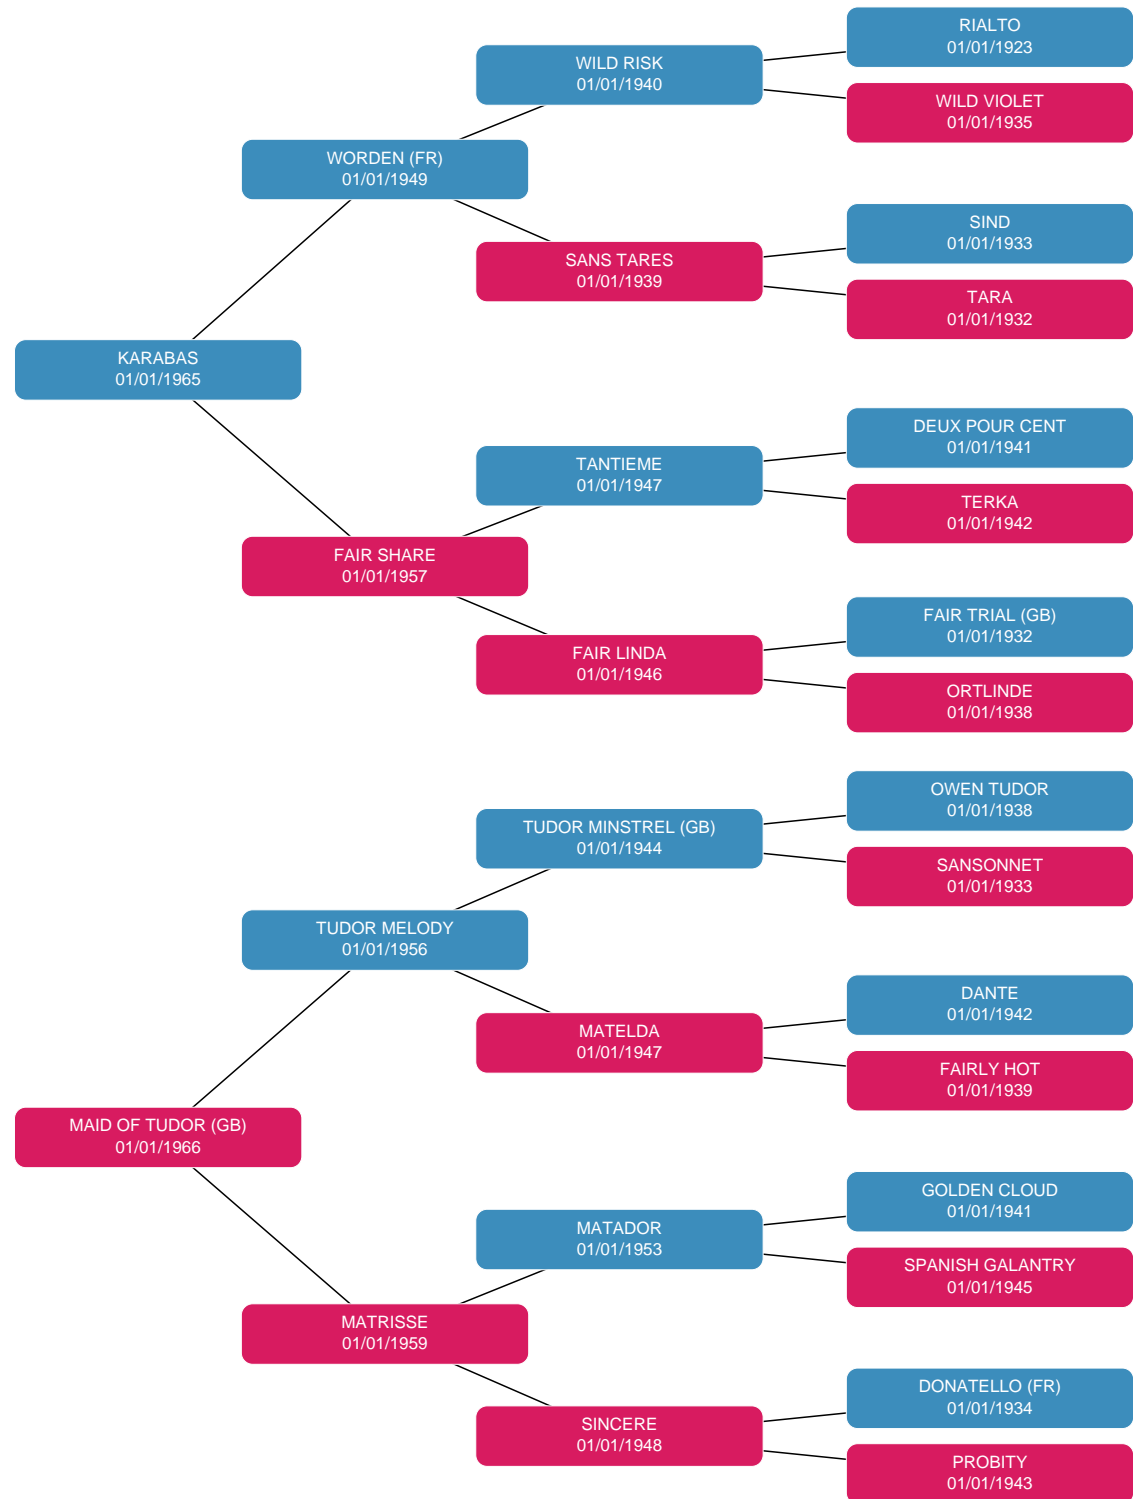 RIALTO
01/01/1923
WILD RISK
01/01/1940
WILD VIOLET
01/01/1935
WORDEN (FR)
01/01/1949
SIND
01/01/1933
SANS TARES
01/01/1939
TARA
01/01/1932
KARABAS
01/01/1965
DEUX POUR CENT
01/01/1941
TANTIEME
01/01/1947
TERKA
01/01/1942
FAIR SHARE
01/01/1957
FAIR TRIAL (GB)
01/01/1932
FAIR LINDA
01/01/1946
ORTLINDE
01/01/1938
OWEN TUDOR
01/01/1938
TUDOR MINSTREL (GB)
01/01/1944
SANSONNET
01/01/1933
TUDOR MELODY
01/01/1956
DANTE
01/01/1942
MATELDA
01/01/1947
FAIRLY HOT
01/01/1939
MAID OF TUDOR (GB)
01/01/1966
GOLDEN CLOUD
01/01/1941
MATADOR
01/01/1953
SPANISH GALANTRY
01/01/1945
MATRISSE
01/01/1959
DONATELLO (FR)
01/01/1934
SINCERE
01/01/1948
PROBITY
01/01/1943